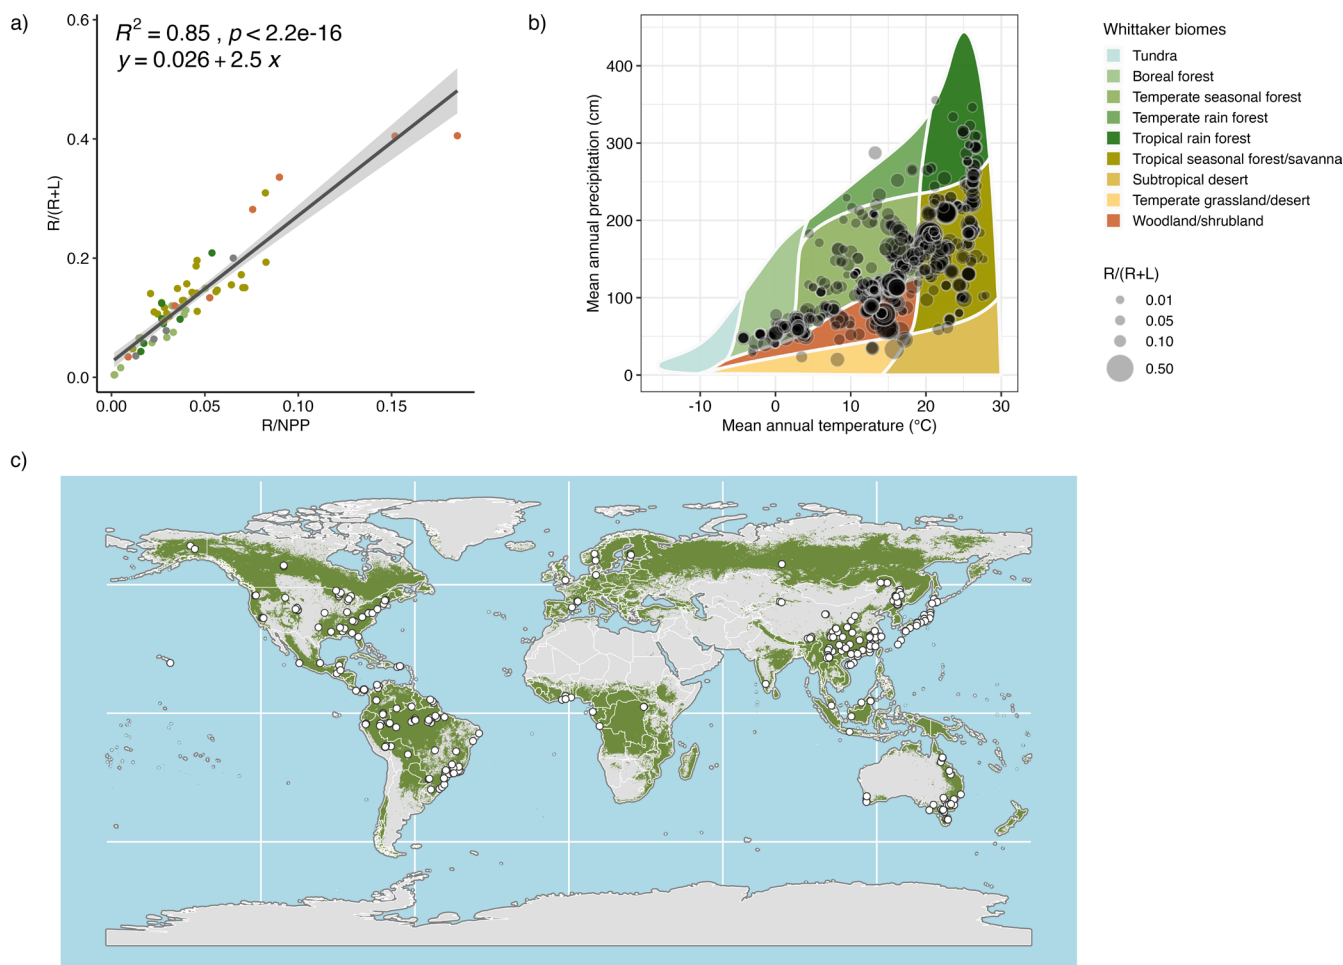 a)
R² = 0.85 , p < 2.2e-16
y = 0.026 + 2.5 x
0.6
0.4
0.2
0.0
R/(R+L)
0.00 0.05 0.10 0.15
R/NPP
b)
400
300
200
100
0
Mean annual precipitation (cm)
-10 0 10 20 30
Mean annual temperature (°C)
Whittaker biomes
Tundra
Boreal forest
Temperate seasonal forest
Temperate rain forest
Tropical rain forest
Tropical seasonal forest/savanna
Subtropical desert
Temperate grassland/desert
Woodland/shrubland
R/(R+L)
0.01
0.05
0.10
0.50
c)